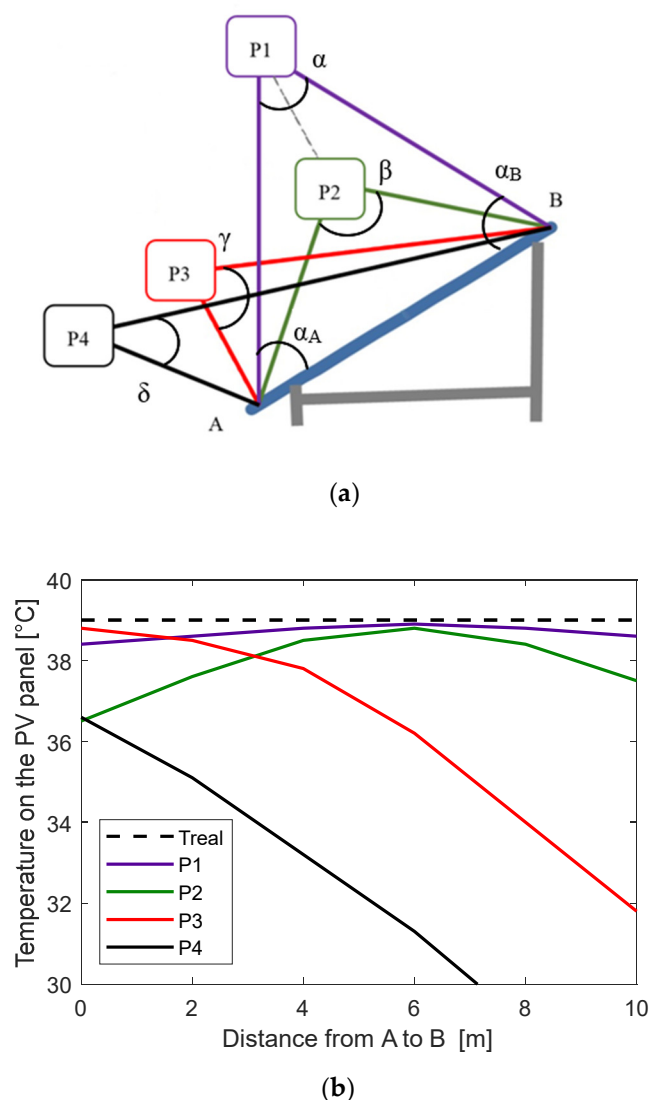 P1
α
P2
β
αB
B
γ
P3
P4
αA
δ
A
(a)
40
38
36
34
32
30
Temperature on the PV panel [°C]
Treal
P1
P2
P3
P4
0 2 4 6 8 10
Distance from A to B [m]
(b)